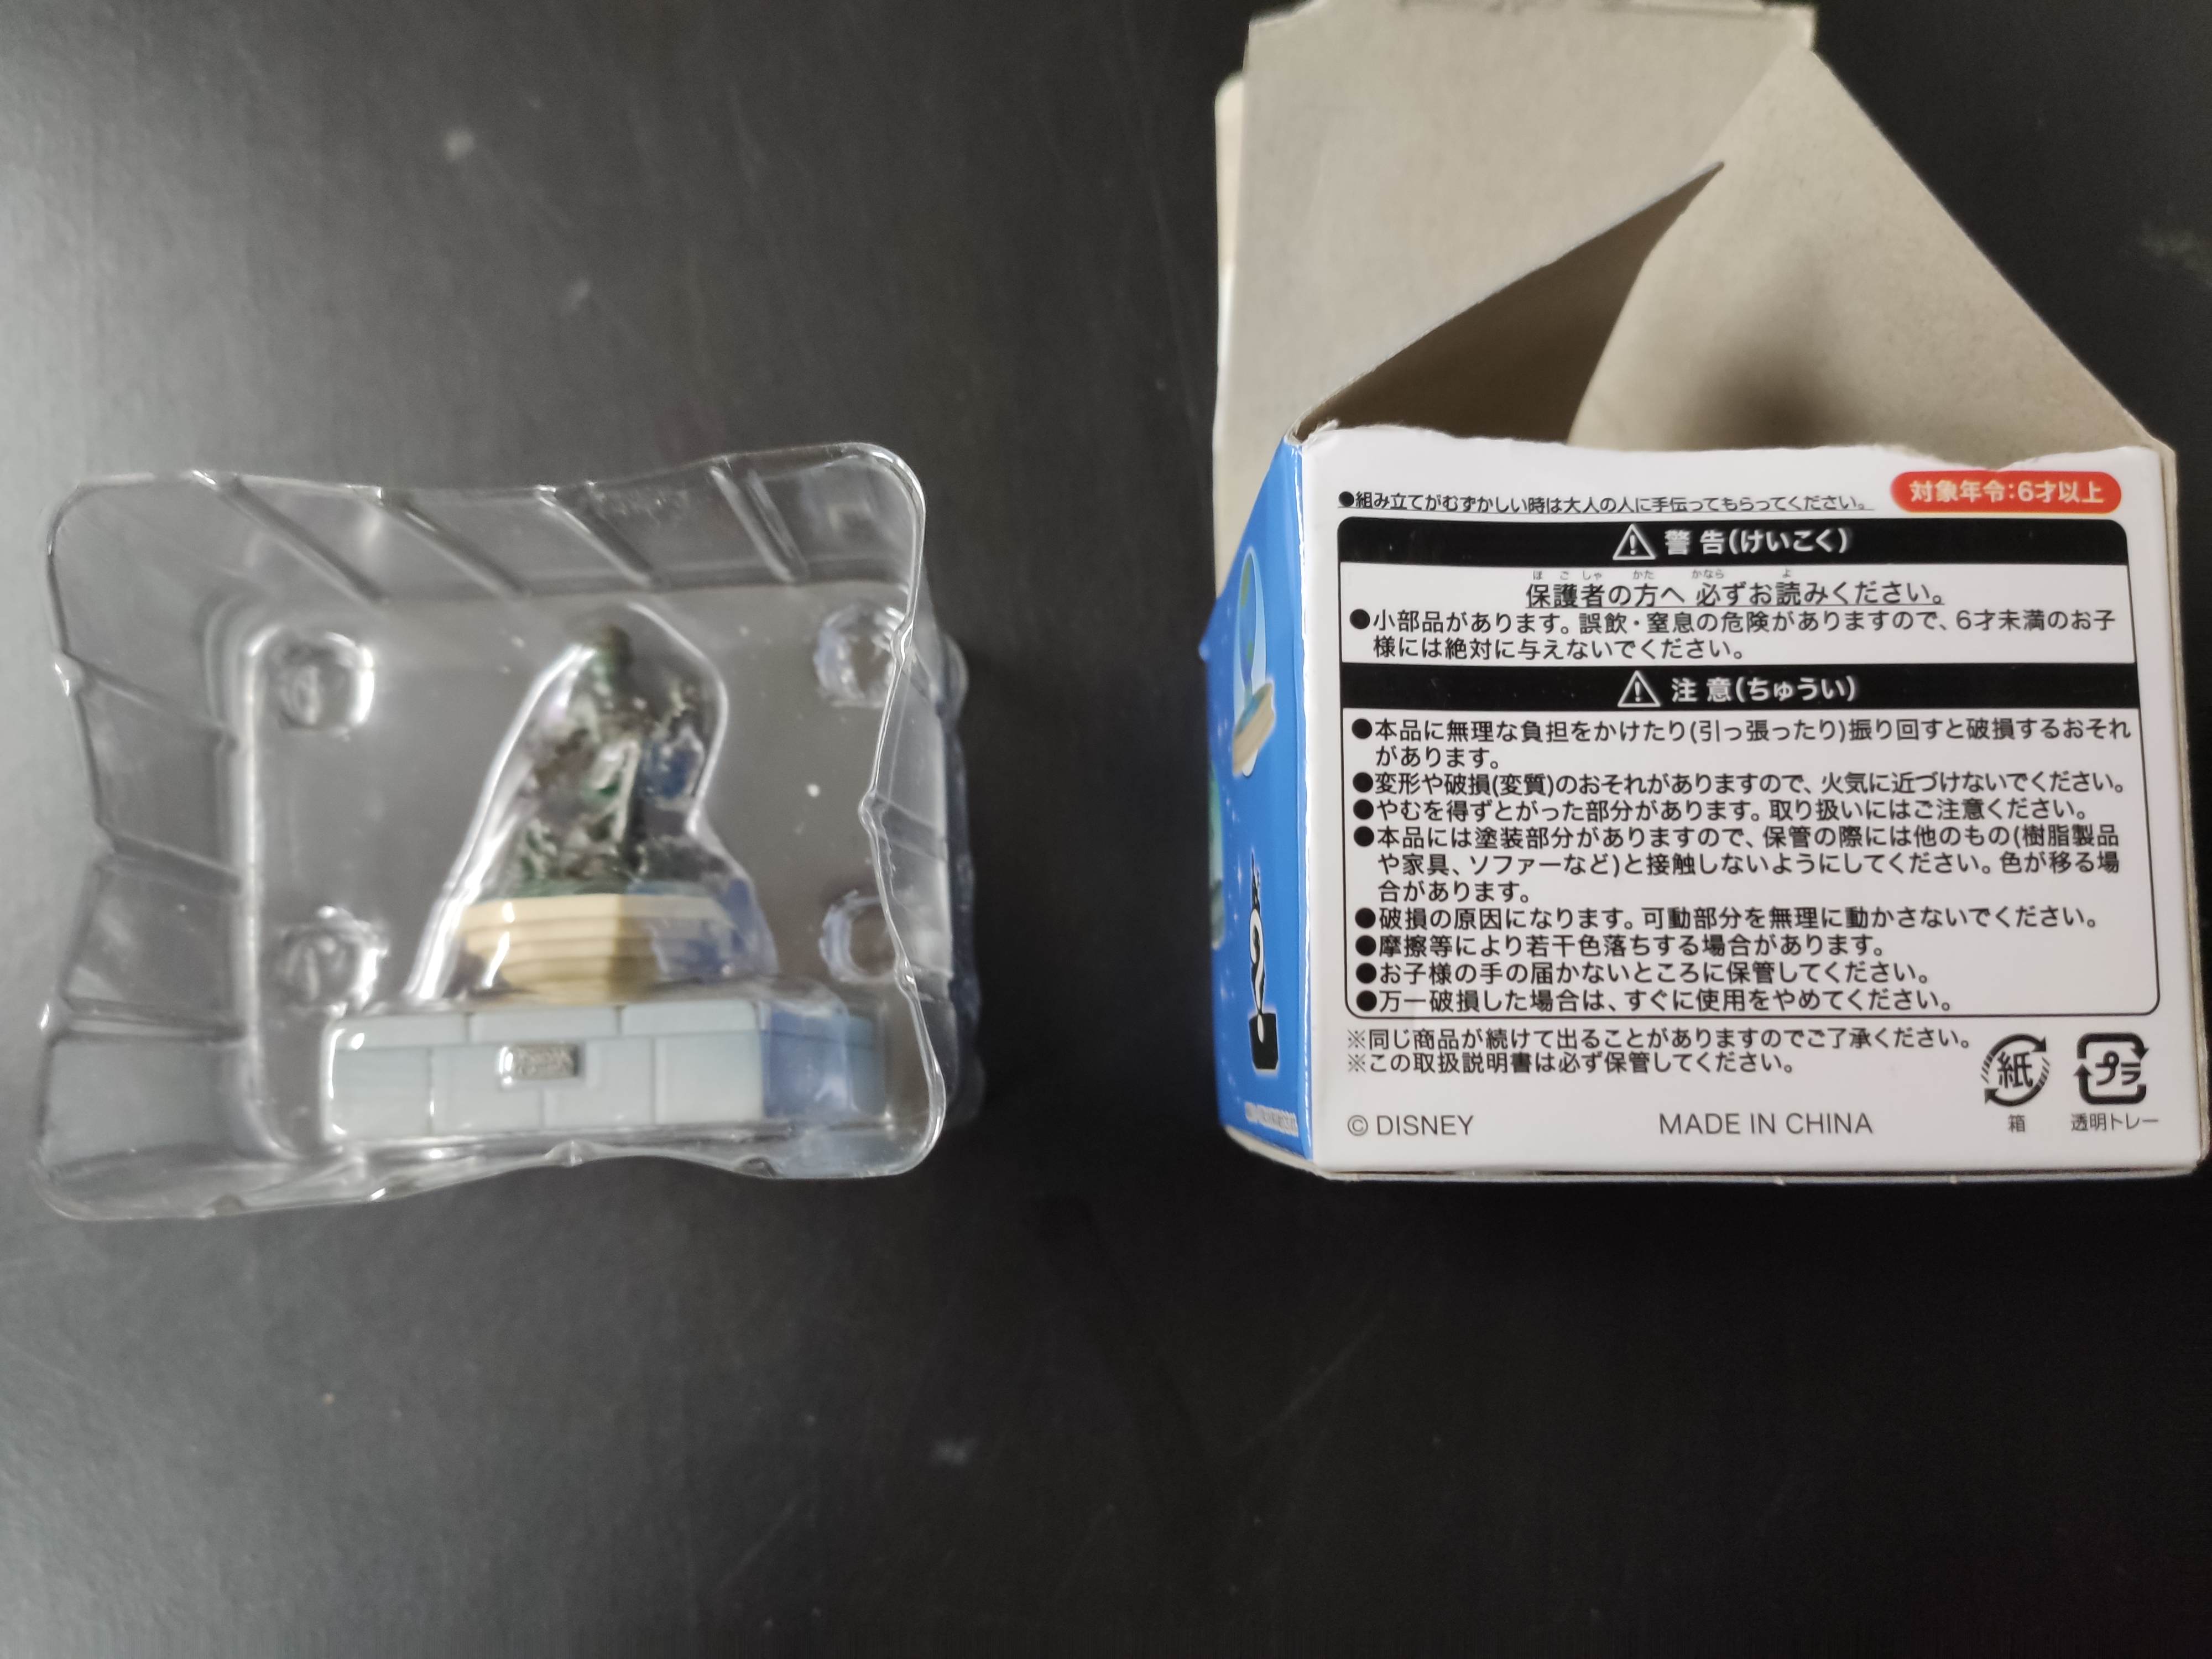 ●組み立てがむずかしい時は大人の人に手伝ってもらってください。
対象年令:6才以上
警 告(けいこく)
保護者の方へ 必ずお読みください。
ほ ご しゃ かた かなら よ
●小部品があります。誤飲・窒息の危険がありますので、6才未満のお子
様には絶対に与えないでください。
注 意(ちゅうい)
●本品に無理な負担をかけたり(引っ張ったり)振り回すと破損するおそれ
があります。
●変形や破損(変質)のおそれがありますので、火気に近づけないでください。
●やむを得ずとがった部分があります。取り扱いにはご注意ください。
●本品には塗装部分がありますので、保管の際には他のもの(樹脂製品
や家具、ソファーなど)と接触しないようにしてください。色が移る場
合があります。
●破損の原因になります。可動部分を無理に動かさないでください。
●摩擦等により若干色落ちする場合があります。
●お子様の手の届かないところに保管してください。
●万一破損した場合は、すぐに使用をやめてください。
※同じ商品が続けて出ることがありますのでご了承ください。
※この取扱説明書は必ず保管してください。
紙
箱
プラ
透明トレー
© DISNEY
MADE IN CHINA